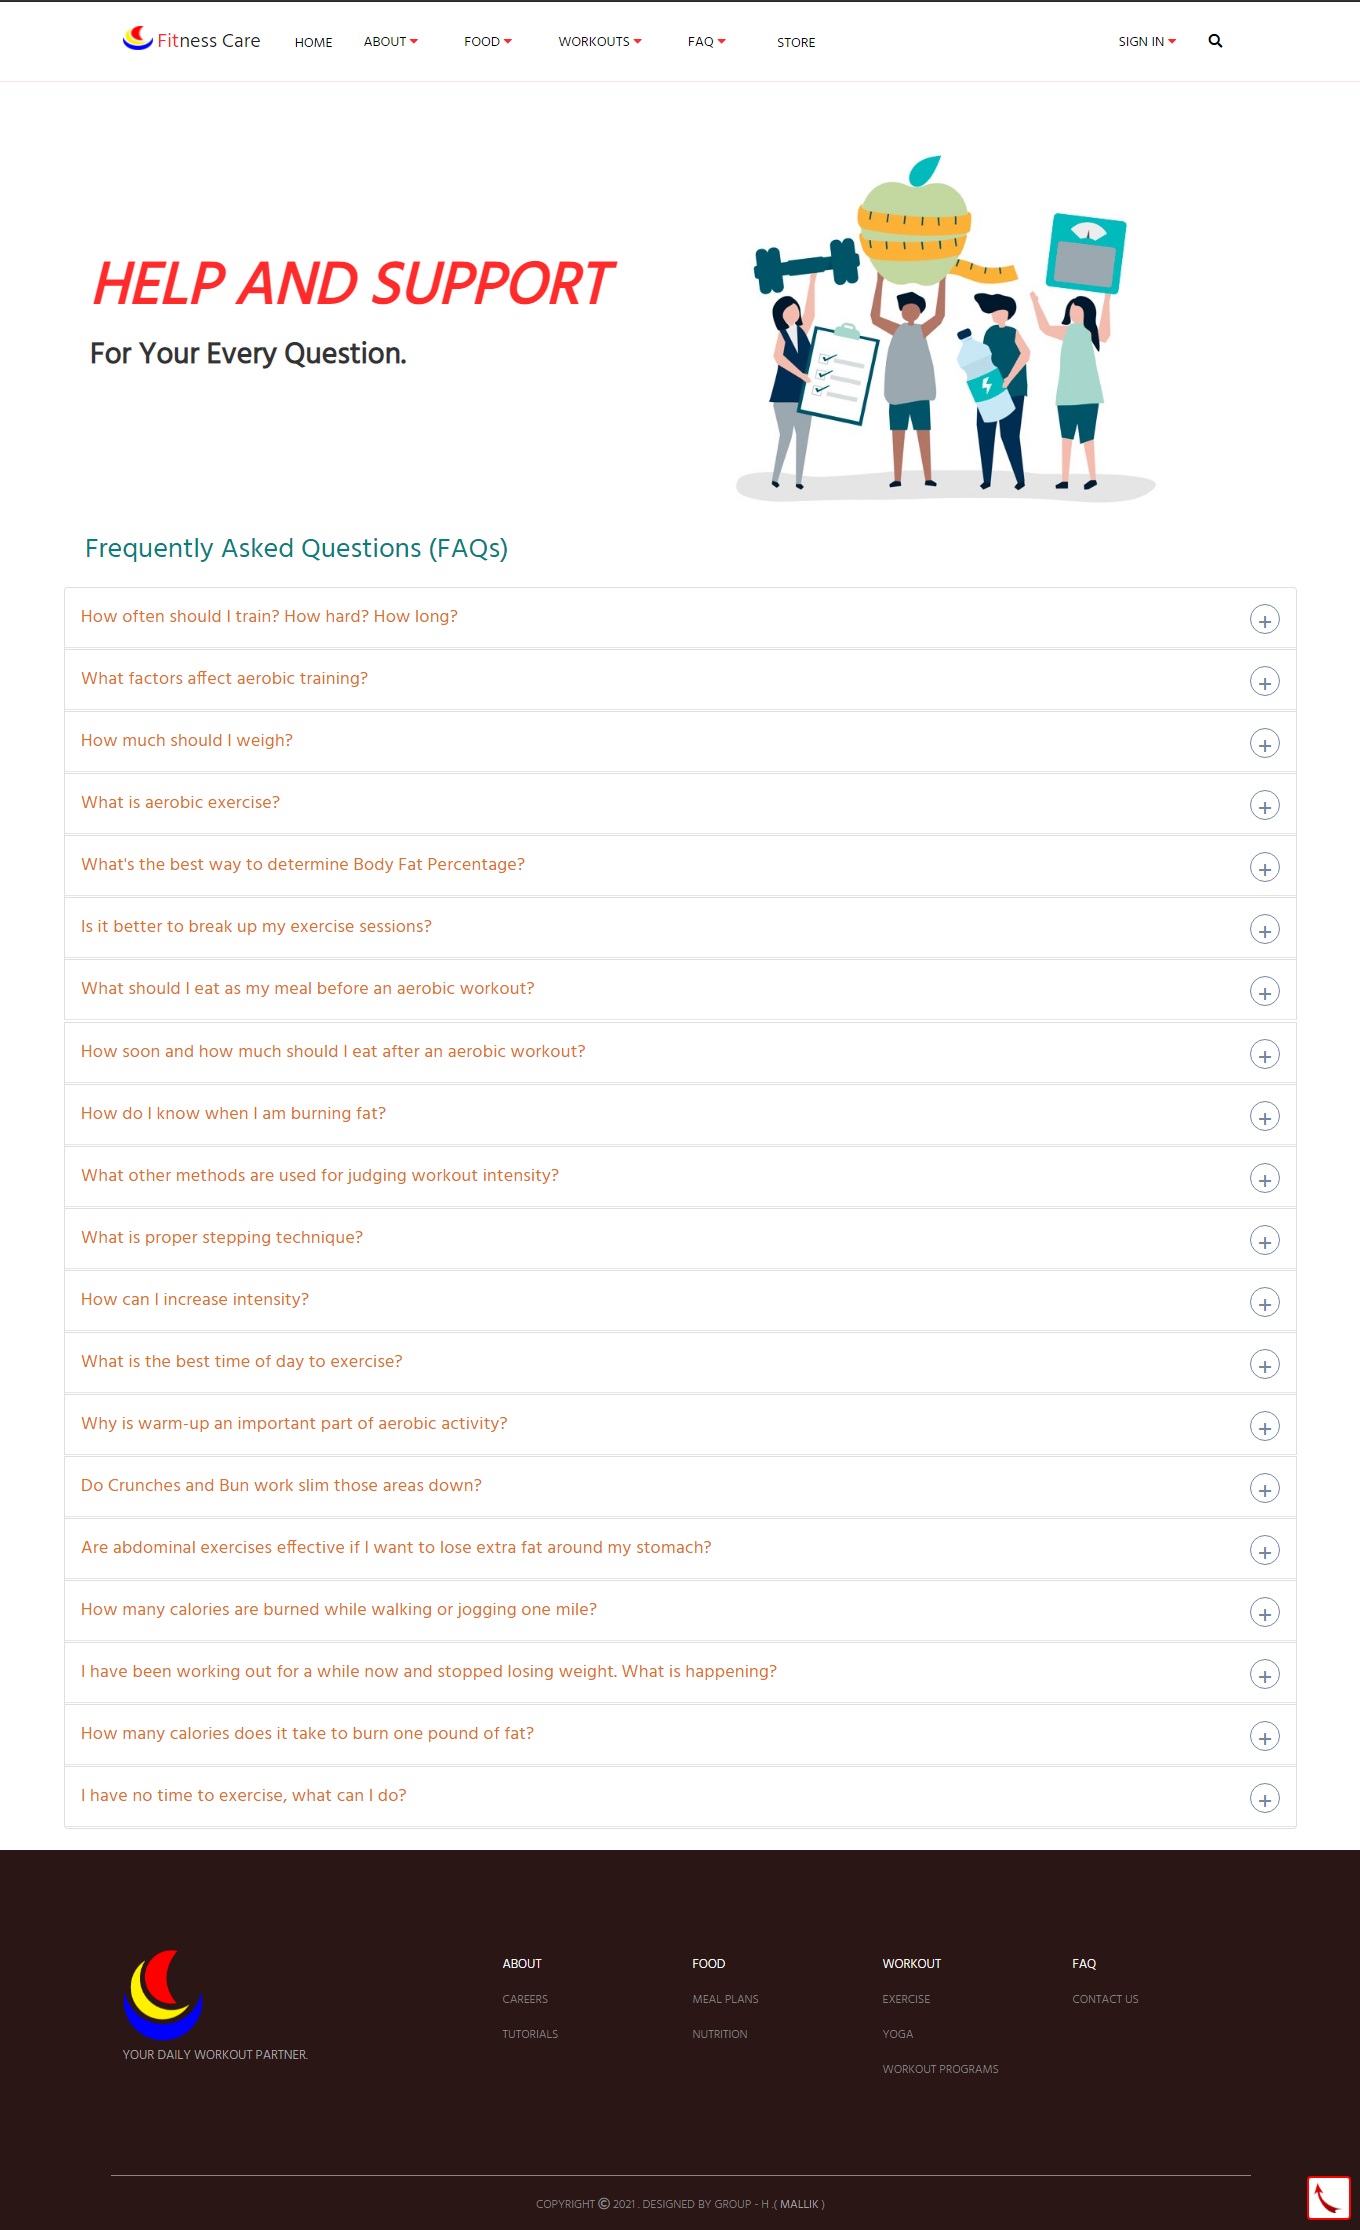 Fitness Care HOME ABOUT FOOD WORKOUTS FAQ STORE SIGN IN
HELP AND SUPPORT
For Your Every Question.
Frequently Asked Questions (FAQs)
How often should I train? How hard? How long?
What factors affect aerobic training?
How much should I weigh?
What is aerobic exercise?
What's the best way to determine Body Fat Percentage?
Is it better to break up my exercise sessions?
What should I eat as my meal before an aerobic workout?
How soon and how much should I eat after an aerobic workout?
How do I know when I am burning fat?
What other methods are used for judging workout intensity?
What is proper stepping technique?
How can I increase intensity?
What is the best time of day to exercise?
Why is warm-up an important part of aerobic activity?
Do Crunches and Bun work slim those areas down?
Are abdominal exercises effective if I want to lose extra fat around my stomach?
How many calories are burned while walking or jogging one mile?
I have been working out for a while now and stopped losing weight. What is happening?
How many calories does it take to burn one pound of fat?
I have no time to exercise, what can I do?
YOUR DAILY WORKOUT PARTNER.
ABOUT
CAREERS
TUTORIALS
FOOD
MEAL PLANS
NUTRITION
WORKOUT
EXERCISE
YOGA
WORKOUT PROGRAMS
FAQ
CONTACT US
COPYRIGHT © 2021 . DESIGNED BY GROUP - H .( MALLIK )